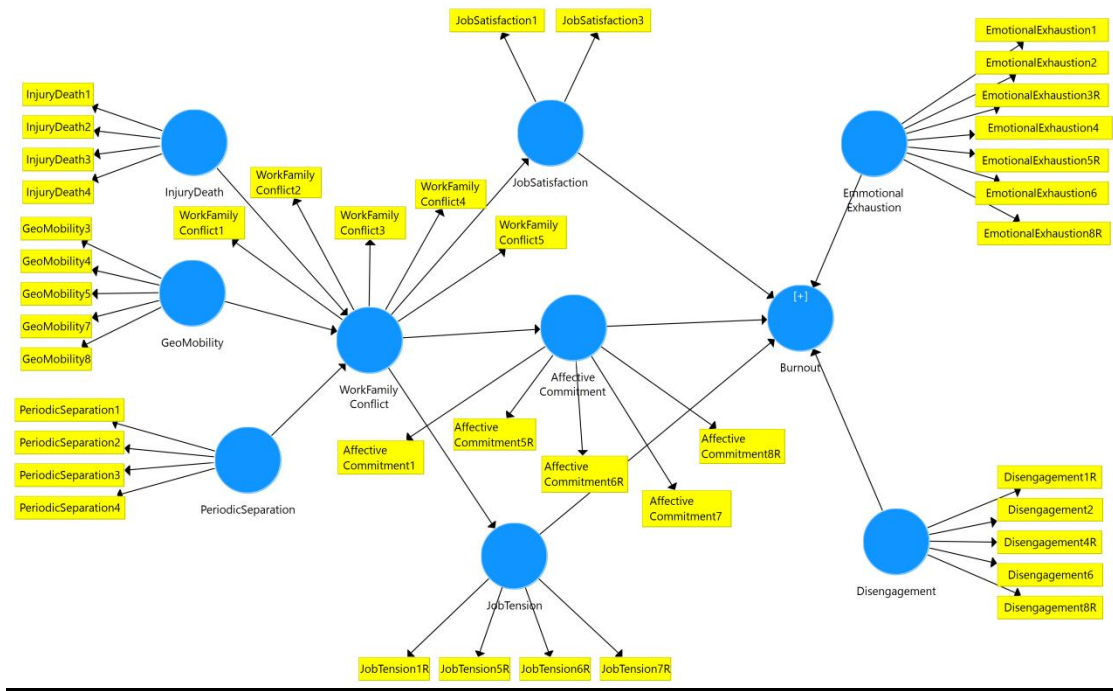 JobSatisfaction1
JobSatisfaction3
JobSatisfaction
EmotionalExhaustion1
EmotionalExhaustion2
EmotionalExhaustion3R
EmotionalExhaustion4
EmotionalExhaustion5R
EmotionalExhaustion6
EmotionalExhaustion8R
Emmotional
Exhaustion
InjuryDeath1
InjuryDeath2
InjuryDeath3
InjuryDeath4
InjuryDeath
WorkFamily
Conflict1
WorkFamily
Conflict2
WorkFamily
Conflict3
WorkFamily
Conflict4
WorkFamily
Conflict5
GeoMobility3
GeoMobility4
GeoMobility5
GeoMobility7
GeoMobility8
GeoMobility
WorkFamily
Conflict
Affective
Commitment
[+]
Burnout
PeriodicSeparation1
PeriodicSeparation2
PeriodicSeparation3
PeriodicSeparation4
PeriodicSeparation
Affective
Commitment1
Affective
Commitment5R
Affective
Commitment6R
Affective
Commitment7
Affective
Commitment8R
Disengagement1R
Disengagement2
Disengagement4R
Disengagement6
Disengagement8R
Disengagement
JobTension
JobTension1R
JobTension5R
JobTension6R
JobTension7R